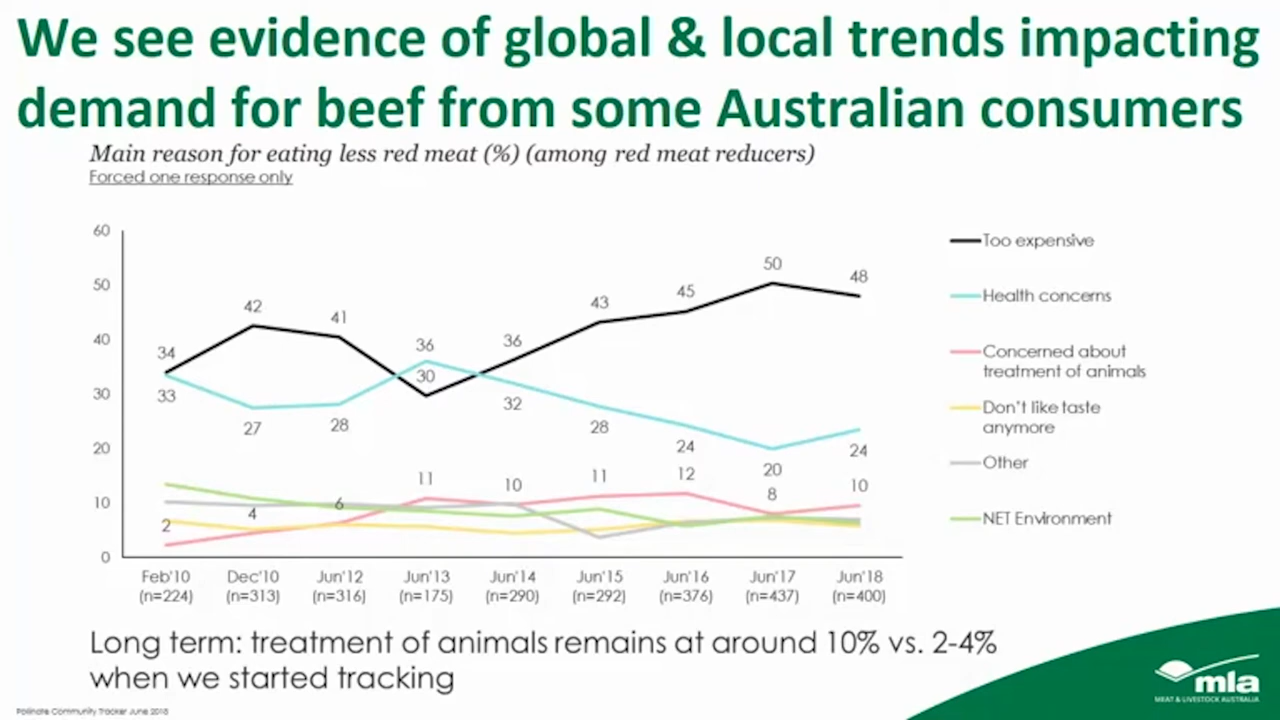 We see evidence of global & local trends impacting
demand for beef from some Australian consumers
Main reason for eating less red meat (%) (among red meat reducers)
Forced one response only
60
50
40
30
20
10
0
34
42
41
36
30
36
43
45
50
48
33
27
28
32
28
24
20
24
2
4
6
11
10
11
12
8
10
Feb'10 Dec'10 Jun'12 Jun'13 Jun'14 Jun'15 Jun'16 Jun'17 Jun'18
(n=224) (n=313) (n=316) (n=175) (n=290) (n=292) (n=376) (n=437) (n=400)
Too expensive
Health concerns
Concerned about
treatment of animals
Don't like taste
anymore
Other
NET Environment
Long term: treatment of animals remains at around 10% vs. 2-4%
when we started tracking
Pollinate Community Tracker June 2018
mla
MEAT & LIVESTOCK AUSTRALIA